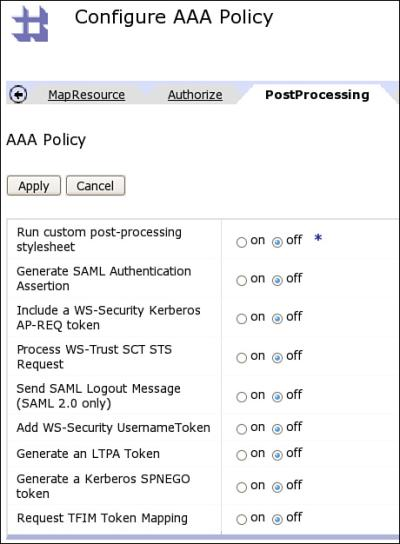 Configure AAA Policy
MapResource Authorize PostProcessing
AAA Policy
Apply Cancel
Run custom post-processing
stylesheet
on off *
Generate SAML Authentication
Assertion
on off
Include a WS-Security Kerberos
AP-REQ token
on off
Process WS-Trust SCT STS
Request
on off
Send SAML Logout Message
(SAML 2.0 only)
on off
Add WS-Security UsernameToken on off
Generate an LTPA Token on off
Generate a Kerberos SPNEGO
token
on off
Request TFIM Token Mapping on off